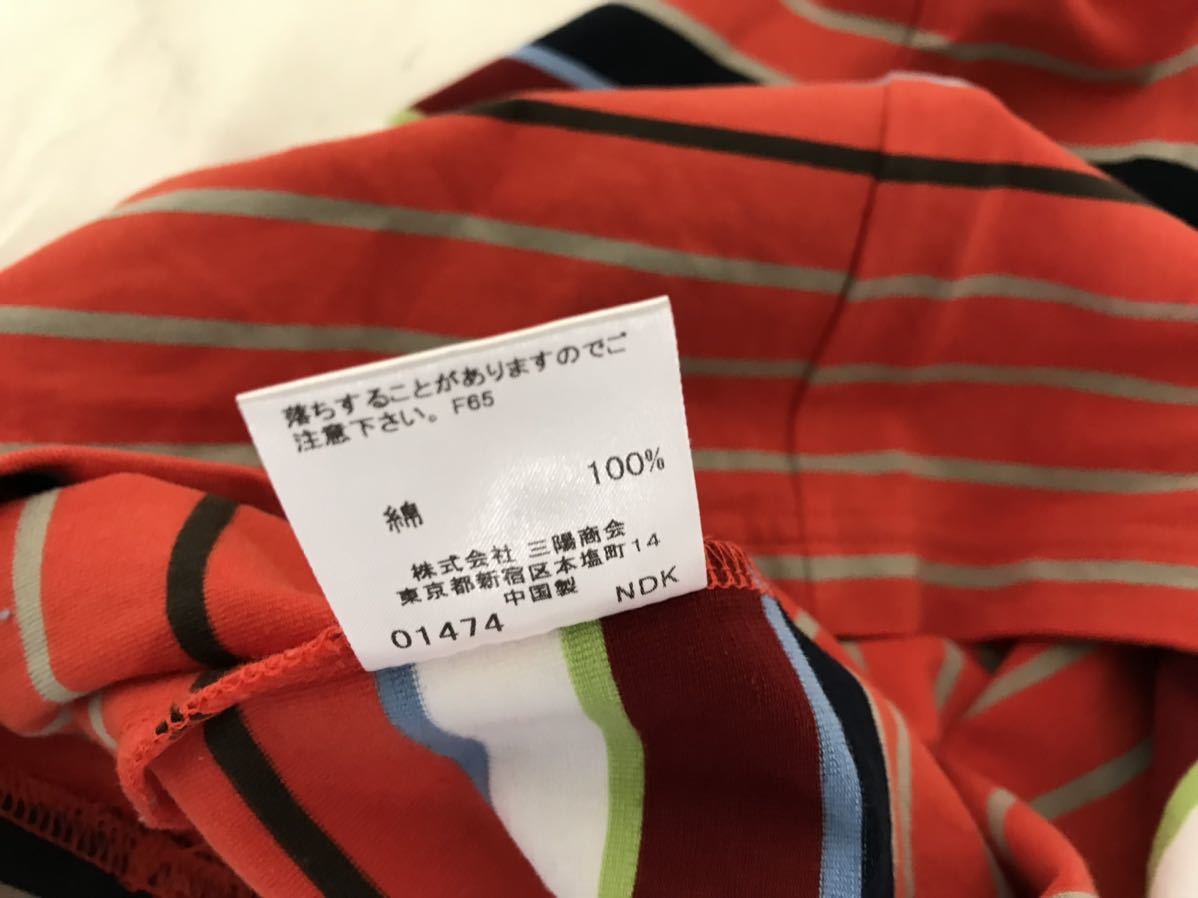 落ちすることがありますのでご
注意下さい。F65
綿 100%
株式会社 三陽商会
東京都新宿区本塩町14
中国製 NDK
01474